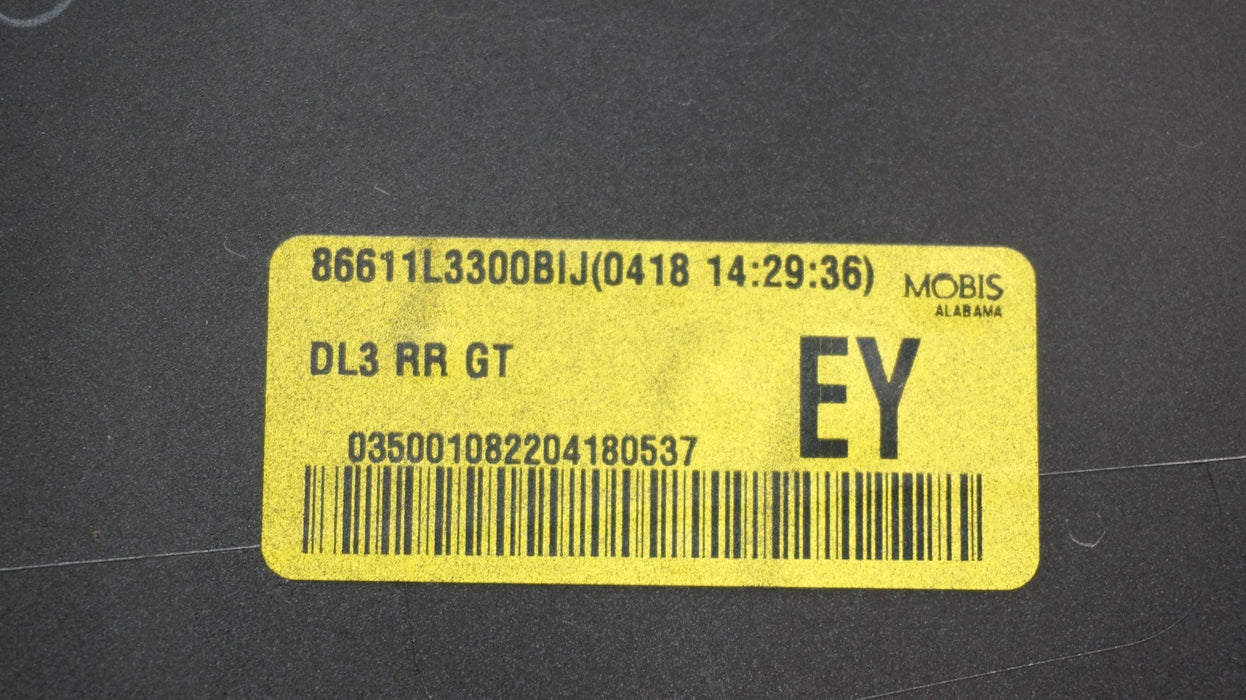 86611L3300BIJ(0418 14:29:36)
MOBIS
ALABAMA
DL3 RR GT
EY
035001082204180537